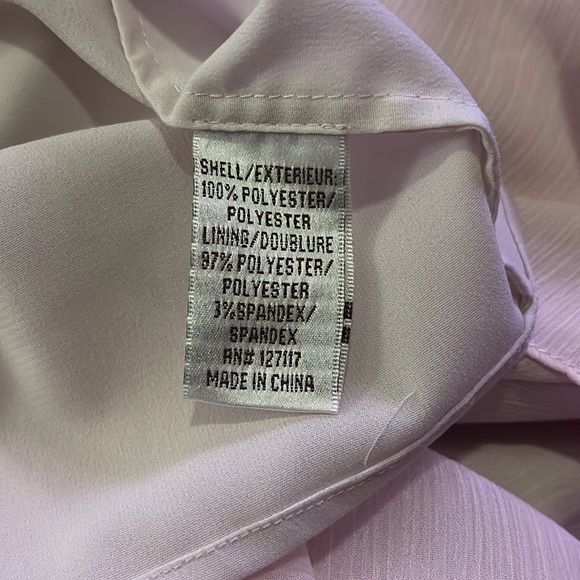 SHELL/EXTERIEUR:
100% POLYESTER/
POLYESTER
LINING/DOUBLURE
97% POLYESTER/
POLYESTER
3%SPANDEX/
SPANDEX
RN# 127117
MADE IN CHINA